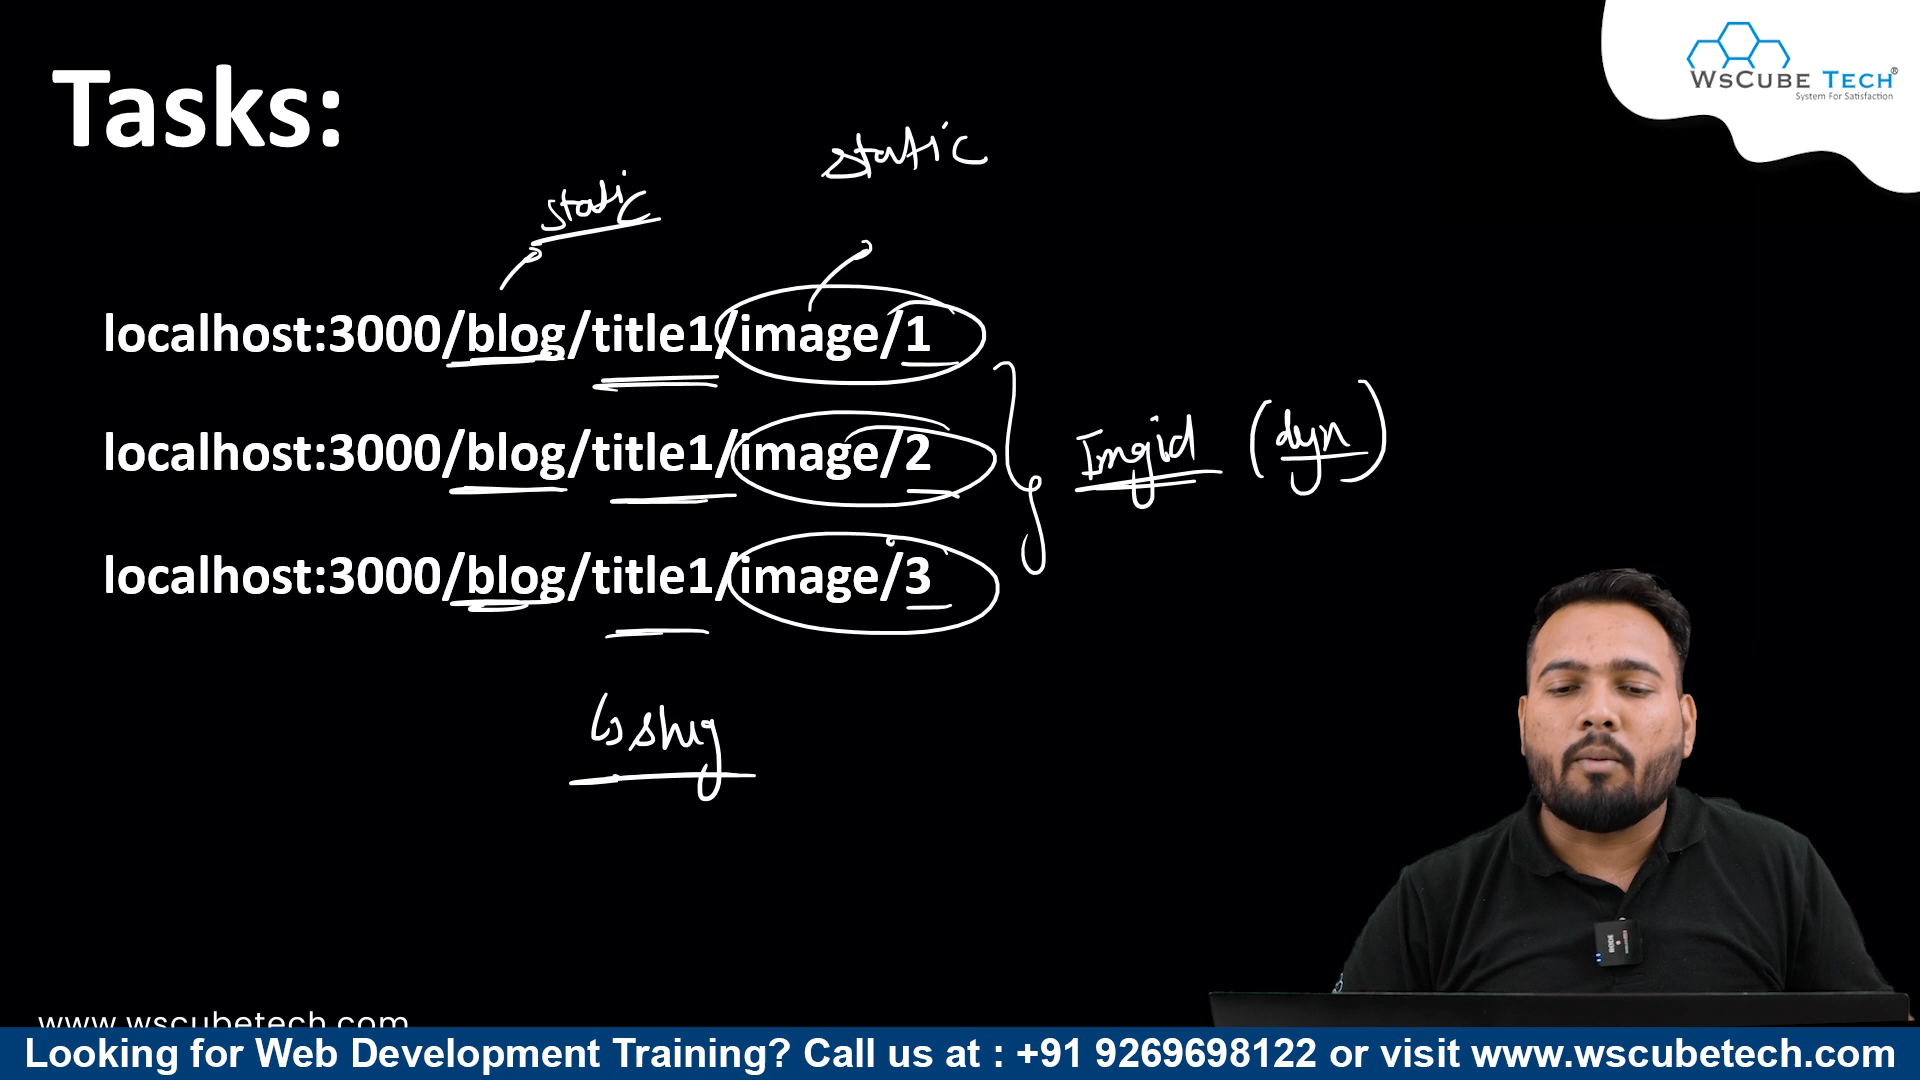 WSCUBE TECH®
System For Satisfaction
Tasks:
static
static
localhost:3000/blog/title1/image/1
localhost:3000/blog/title1/image/2
Imgid (dyn)
localhost:3000/blog/title1/image/3
www.wscubetech.com
Looking for Web Development Training? Call us at : +91 9269698122 or visit www.wscubetech.com